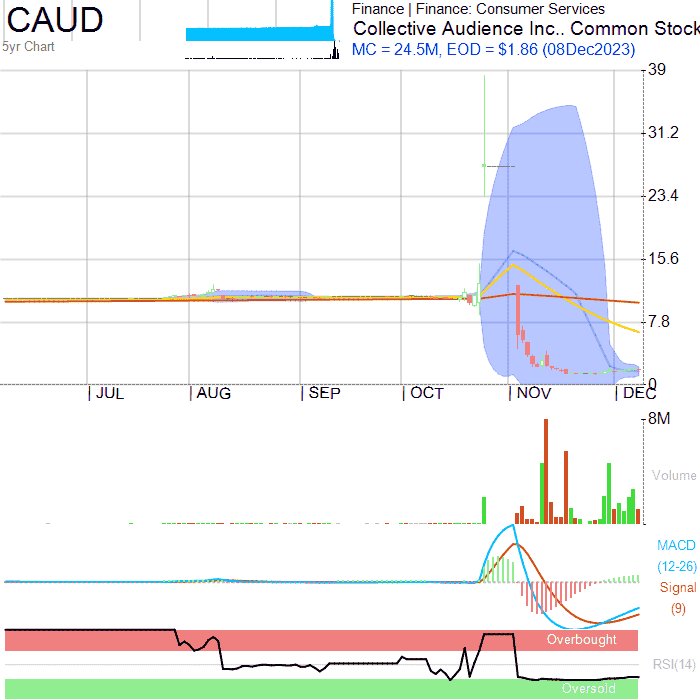 CAUD
5yr Chart
Finance | Finance: Consumer Services
Collective Audience Inc.. Common Stock
MC = 24.5M, EOD = $1.86 (08Dec2023)
39
31.2
23.4
15.6
7.8
0
JUL
AUG
SEP
OCT
NOV
DEC
8M
Volume
MACD
(12-26)
Signal
(9)
Overbought
RSI(14)
Oversold